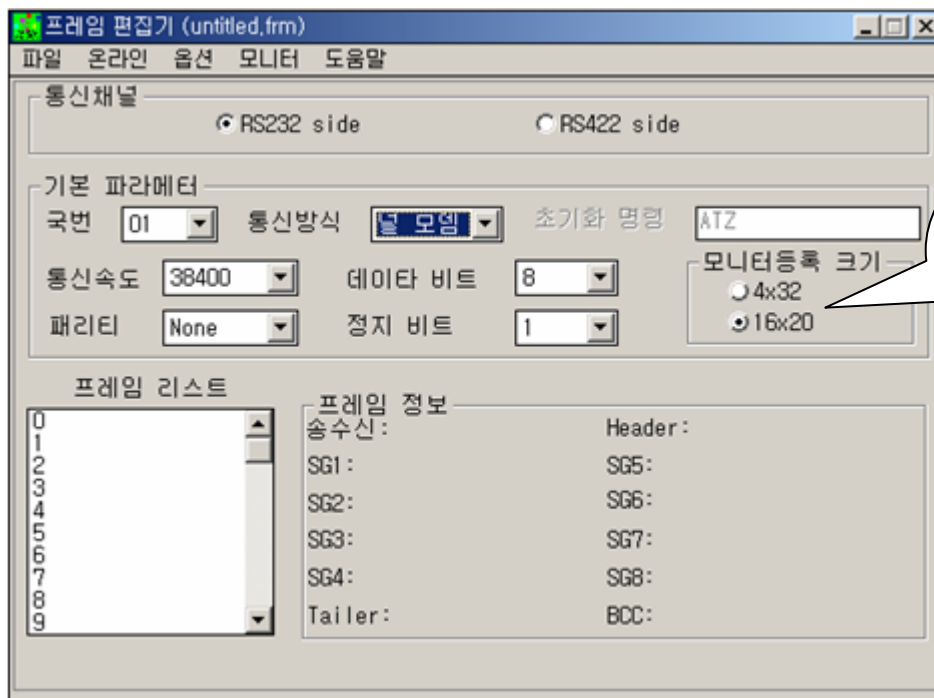 프레임 편집기 (untitled.frm)
파일 온라인 옵션 모니터 도움말
통신채널
RS232 side RS422 side
기본 파라메터
국번 01 통신방식 널 모뎀 초기화 명령 ATZ
통신속도 38400 데이타 비트 8
모니터등록 크기
4x32
패리티 None 정지 비트 1
16x20
프레임 리스트
0
1
2
3
4
5
6
7
8
9
프레임 정보
송수신: Header:
SG1: SG5:
SG2: SG6:
SG3: SG7:
SG4: SG8:
Tailer: BCC: